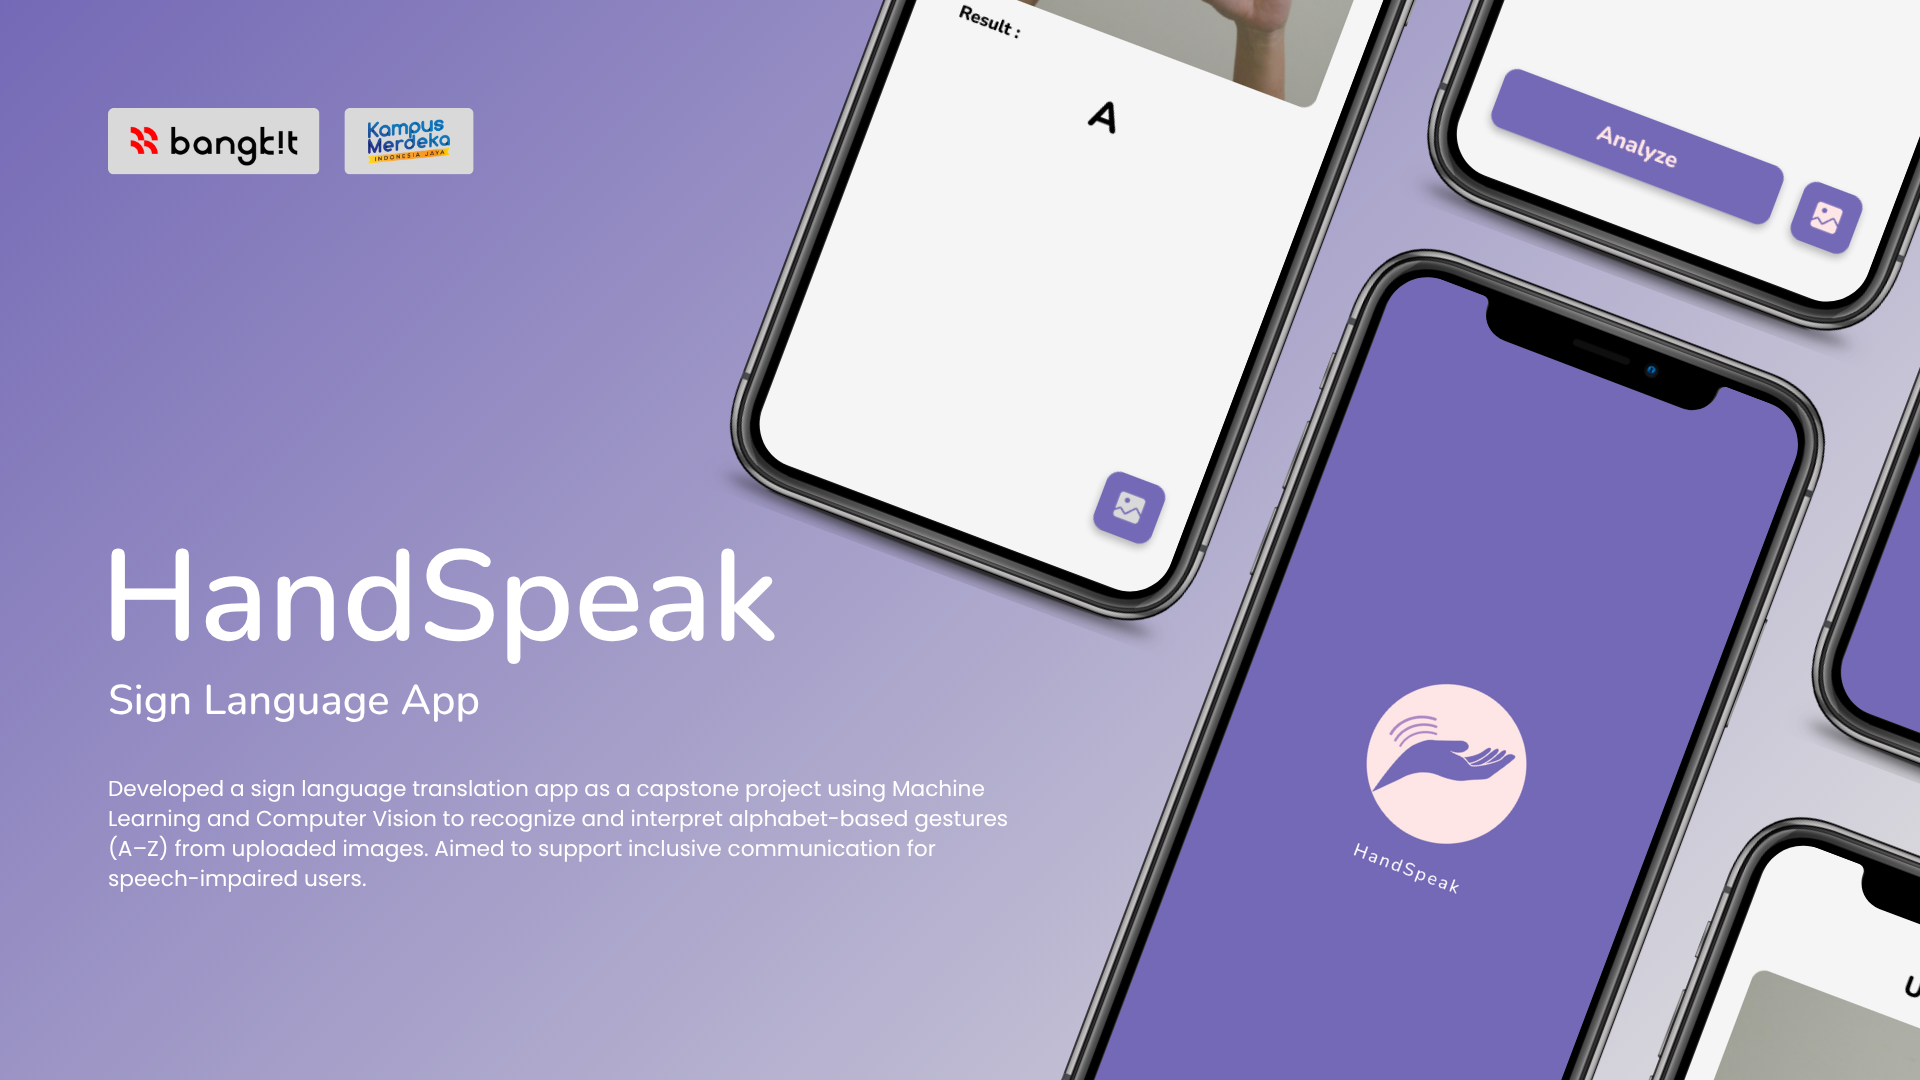 bangk!t
Kampus
Merdeka
INDONESIA JAYA
Result :
A
Analyze
HandSpeak
Sign Language App
Developed a sign language translation app as a capstone project using Machine
Learning and Computer Vision to recognize and interpret alphabet-based gestures
(A–Z) from uploaded images. Aimed to support inclusive communication for
speech-impaired users.
HandSpeak